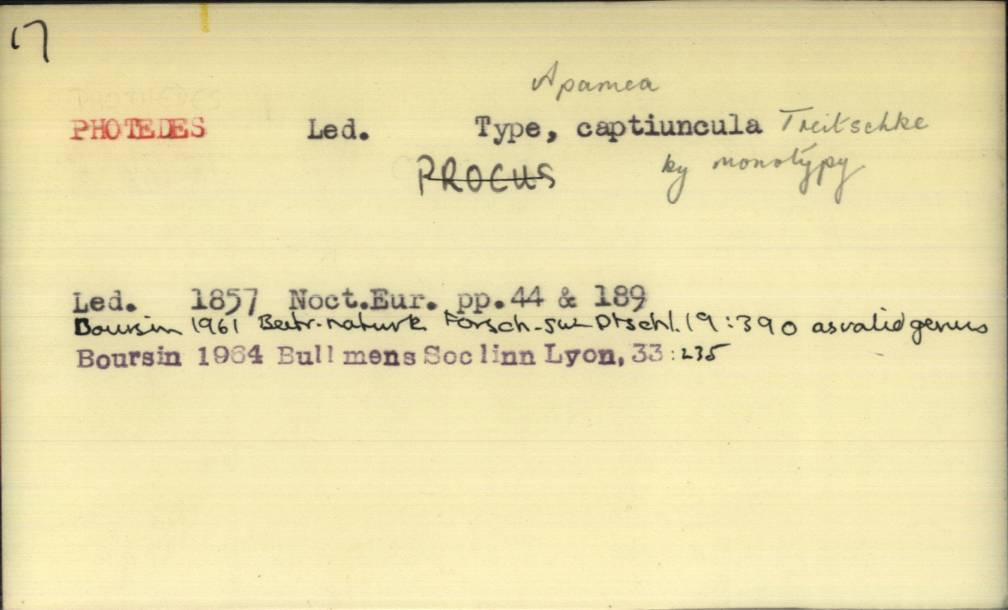 17
Apamea
PHOTEDES Led. Type, captiuncula Treitschke
PROCUS by monotypy
Led. 1857 Noct.Eur. pp.44 & 189
Boursin 1961 Beitr. naturk. Forsch. Dtschl. 19:390 as valid genus
Boursin 1964 Bull mens Soc linn Lyon, 33:235